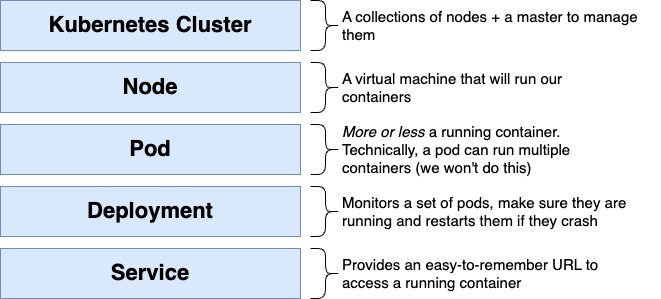 Kubernetes Cluster
A collections of nodes + a master to manage
them
Node
A virtual machine that will run our
containers
Pod
More or less a running container.
Technically, a pod can run multiple
containers (we won't do this)
Deployment
Monitors a set of pods, make sure they are
running and restarts them if they crash
Service
Provides an easy-to-remember URL to
access a running container